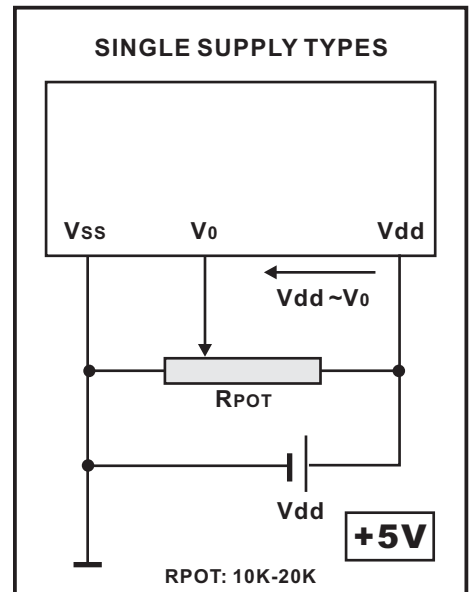 SINGLE SUPPLY TYPES
Vss V0 Vdd
Vdd ~V0
RPOT
Vdd
+5V
RPOT: 10K-20K